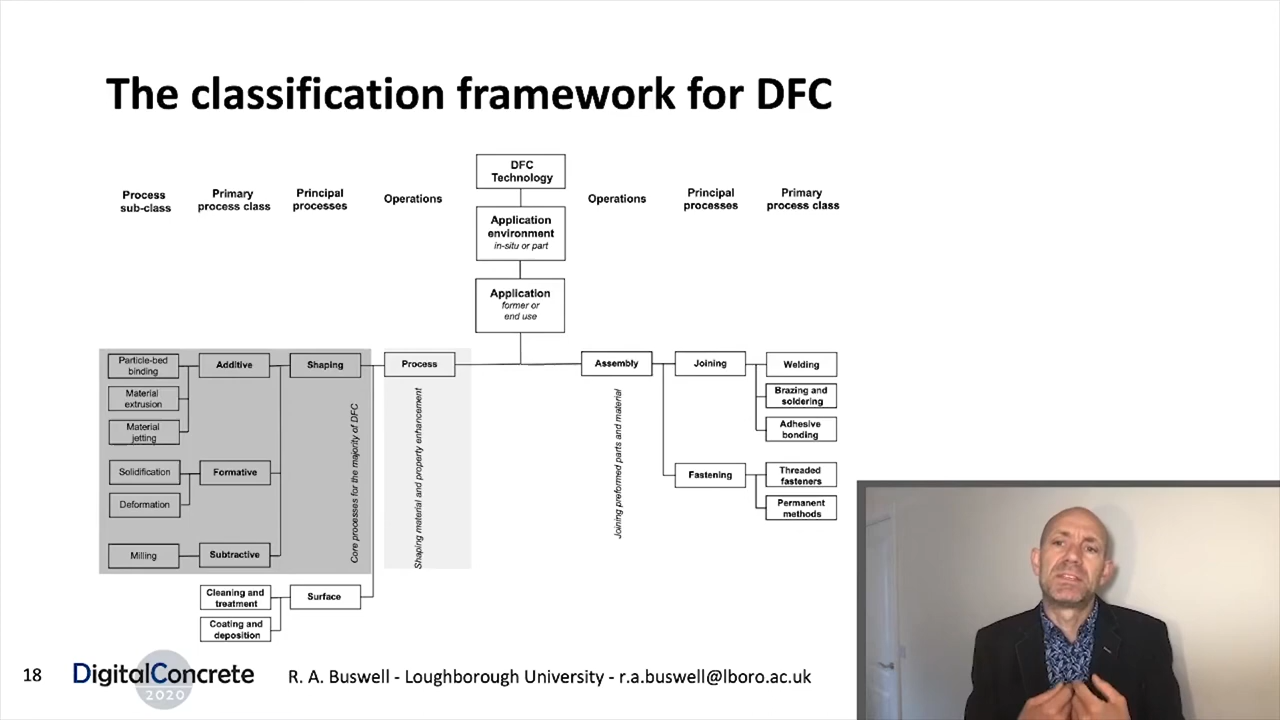 The classification framework for DFC
DFC
Technology
Process
sub-class
Primary
process class
Principal
processes
Operations
Application
environment
in-situ or part
Operations
Principal
processes
Primary
process class
Application
former or
end use
Particle-bed
binding
Additive
Shaping
Process
Assembly
Joining
Welding
Material
extrusion
Brazing and
soldering
Material
jetting
Adhesive
bonding
Solidification
Formative
Fastening
Threaded
fasteners
Deformation
Permanent
methods
Milling
Subtractive
Core processes for the majority of DFC
Shaping material and property enhancement
Joining preformed parts and material
Cleaning and
treatment
Surface
Coating and
deposition
18
DigitalConcrete
2020
R. A. Buswell - Loughborough University - r.a.buswell@lboro.ac.uk